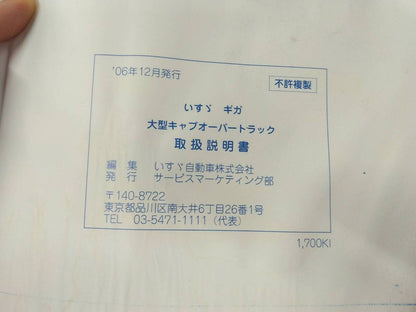 '06年12月発行
不許複製
いすゞ ギガ
大型キャブオーバートラック
取扱説明書
編集 いすゞ自動車株式会社
発行 サービスマーケティング部
〒140-8722
東京都品川区南大井6丁目26番1号
TEL 03-5471-1111（代表）
1,700KI